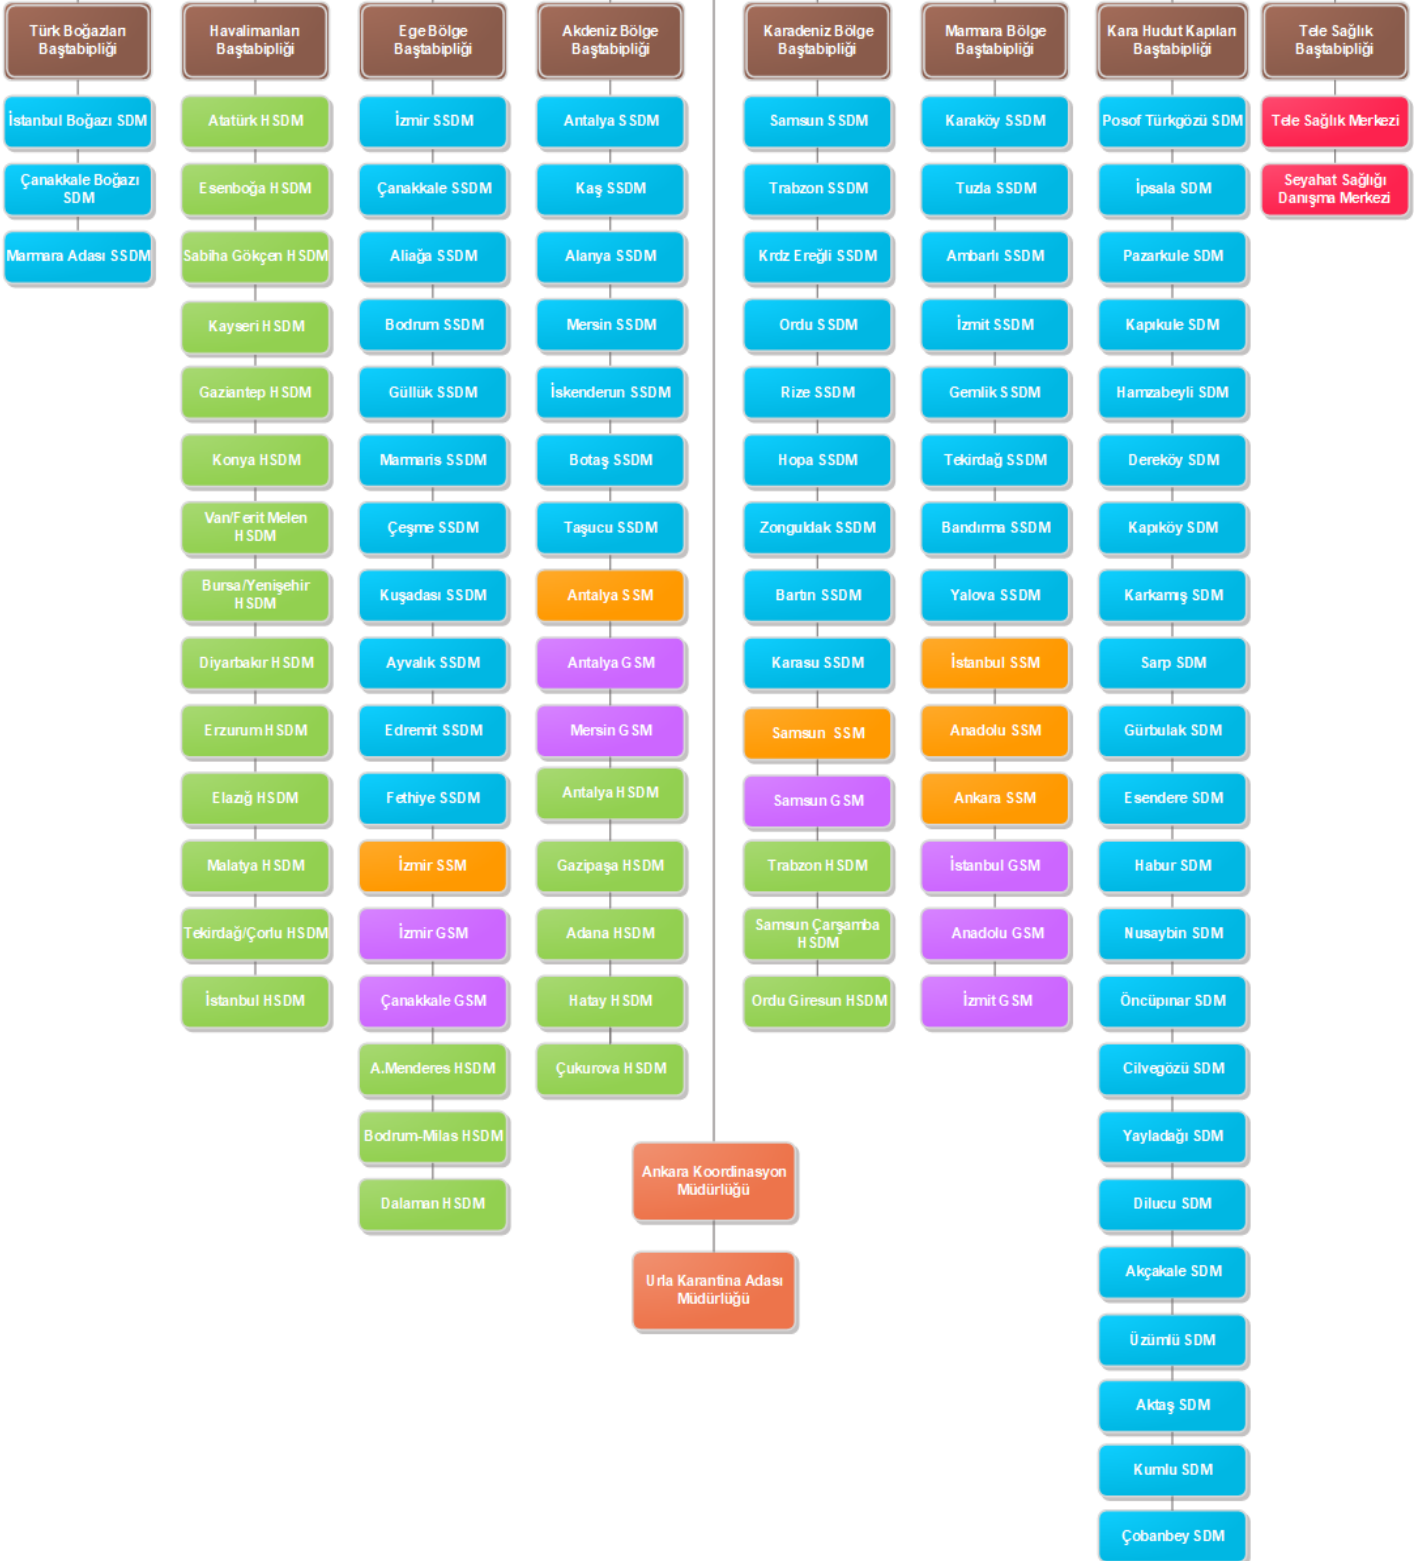 Türk Boğazları
Baştabipliği
İstanbul Boğazı SDM
Çanakkale Boğazı
SDM
Marmara Adası SSDM
Havalimanları
Baştabipliği
Atatürk HSDM
Esenboğa HSDM
Sabiha Gökçen HSDM
Kayseri HSDM
Gaziantep HSDM
Konya HSDM
Van/Ferit Melen
HSDM
Bursa/Yenişehir
HSDM
Diyarbakır HSDM
Erzurum HSDM
Elazığ HSDM
Malatya HSDM
Tekirdağ/Çorlu HSDM
İstanbul HSDM
Ege Bölge
Baştabipliği
İzmir SSDM
Çanakkale SSDM
Aliağa SSDM
Bodrum SSDM
Güllük SSDM
Marmaris SSDM
Çeşme SSDM
Kuşadası SSDM
Ayvalık SSDM
Edremit SSDM
Fethiye SSDM
İzmir SSM
İzmir GSM
Çanakkale GSM
A.Menderes HSDM
Bodrum-Milas HSDM
Dalaman HSDM
Akdeniz Bölge
Baştabipliği
Antalya SSDM
Kaş SSDM
Alanya SSDM
Mersin SSDM
İskenderun SSDM
Botaş SSDM
Taşucu SSDM
Antalya SSM
Antalya GSM
Mersin GSM
Antalya HSDM
Gazipaşa HSDM
Adana HSDM
Hatay HSDM
Çukurova HSDM
Ankara Koordinasyon
Müdürlüğü
Urla Karantina Adası
Müdürlüğü
Karadeniz Bölge
Baştabipliği
Samsun SSDM
Trabzon SSDM
Krdz Ereğli SSDM
Ordu SSDM
Rize SSDM
Hopa SSDM
Zonguldak SSDM
Bartın SSDM
Karasu SSDM
Samsun SSM
Samsun GSM
Trabzon HSDM
Samsun Çarşamba
HSDM
Ordu Giresun HSDM
Marmara Bölge
Baştabipliği
Karaköy SSDM
Tuzla SSDM
Ambarlı SSDM
İzmit SSDM
Gemlik SSDM
Tekirdağ SSDM
Bandırma SSDM
Yalova SSDM
İstanbul SSM
Anadolu SSM
Ankara SSM
İstanbul GSM
Anadolu GSM
İzmit GSM
Kara Hudut Kapıları
Baştabipliği
Posof Türkgözü SDM
İpsala SDM
Pazarkule SDM
Kapıkule SDM
Hamzabeyli SDM
Dereköy SDM
Kapıköy SDM
Karkamış SDM
Sarp SDM
Gürbulak SDM
Esendere SDM
Habur SDM
Nusaybin SDM
Öncüpınar SDM
Cilvegözü SDM
Yayladağı SDM
Dilucu SDM
Akçakale SDM
Üzümlü SDM
Aktaş SDM
Kumlu SDM
Çobanbey SDM
Tele Sağlık
Baştabipliği
Tele Sağlık Merkezi
Seyahat Sağlığı
Danışma Merkezi